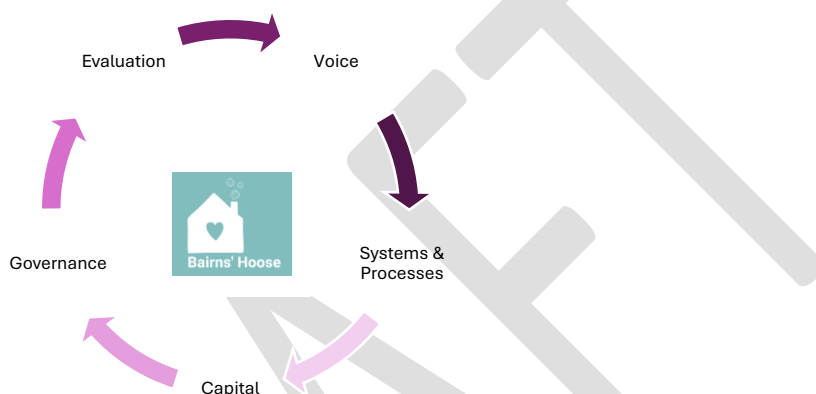 Evaluation
Voice
Bairns' Hoose
Governance
Systems &
Processes
Capital